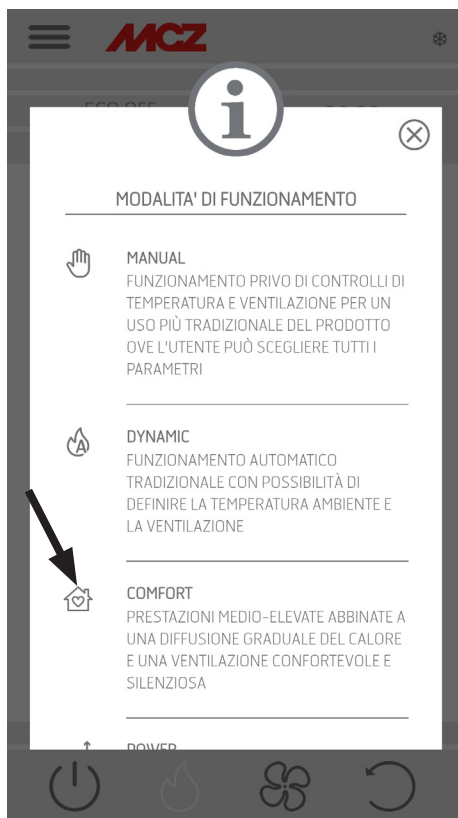 MCZ
ECO OFF
i
MODALITA' DI FUNZIONAMENTO
MANUAL
FUNZIONAMENTO PRIVO DI CONTROLLI DI
TEMPERATURA E VENTILAZIONE PER UN
USO PIÙ TRADIZIONALE DEL PRODOTTO
OVE L'UTENTE PUÒ SCEGLIERE TUTTI I
PARAMETRI
A
DYNAMIC
FUNZIONAMENTO AUTOMATICO
TRADIZIONALE CON POSSIBILITÀ DI
DEFINIRE LA TEMPERATURA AMBIENTE E
LA VENTILAZIONE
COMFORT
PRESTAZIONI MEDIO-ELEVATE ABBINATE A
UNA DIFFUSIONE GRADUALE DEL CALORE
E UNA VENTILAZIONE CONFORTEVOLE E
SILENZIOSA
POWER